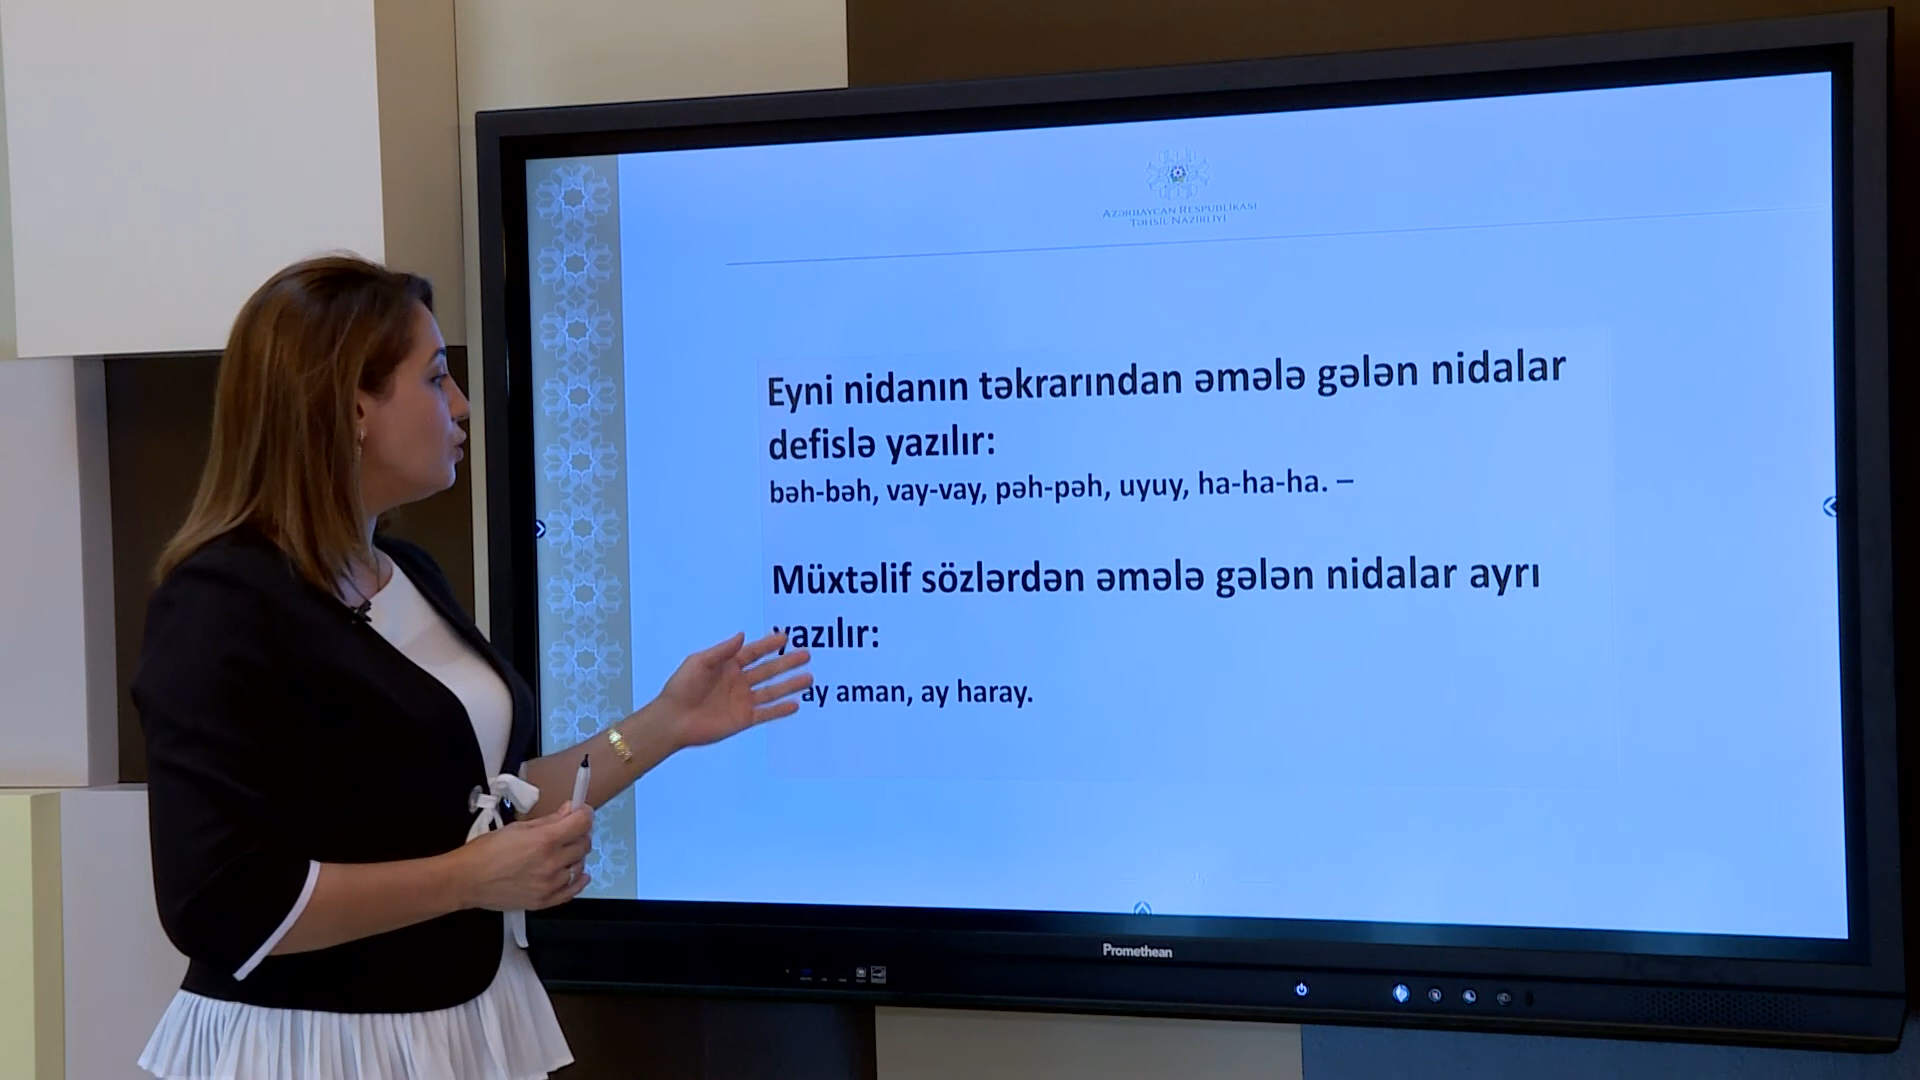 AZƏRBAYCAN RESPUBLİKASI
TƏHSİL NAZİRLİYİ
Eyni nidanın təkrarından əmələ gələn nidalar
defislə yazılır:
bəh-bəh, vay-vay, pəh-pəh, uyuy, ha-ha-ha. –
Müxtəlif sözlərdən əmələ gələn nidalar ayrı
yazılır:
ay aman, ay haray.
Promethean